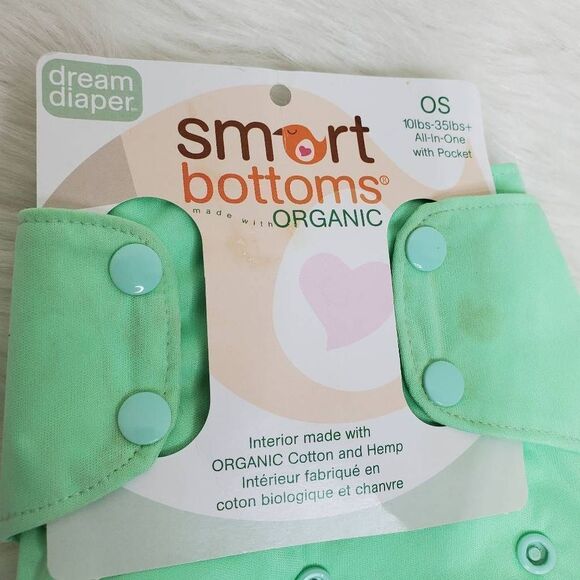 dream
diaper™
OS
10lbs-35lbs+
All-In-One
with Pocket
smart
bottoms®
made with ORGANIC
Interior made with
ORGANIC Cotton and Hemp
Intérieur fabriqué en
coton biologique et chanvre